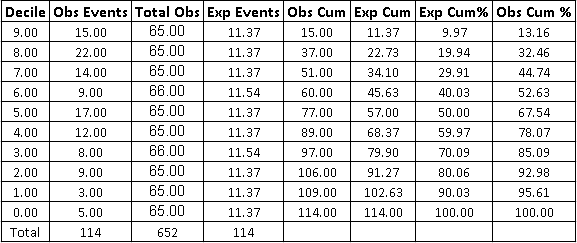 Decile Obs Events Total Obs Exp Events Obs Cum Exp Cum Exp Cum% Obs Cum %
9.00 15.00 65.00 11.37 15.00 11.37 9.97 13.16
8.00 22.00 65.00 11.37 37.00 22.73 19.94 32.46
7.00 14.00 65.00 11.37 51.00 34.10 29.91 44.74
6.00 9.00 66.00 11.54 60.00 45.63 40.03 52.63
5.00 17.00 65.00 11.37 77.00 57.00 50.00 67.54
4.00 12.00 65.00 11.37 89.00 68.37 59.97 78.07
3.00 8.00 66.00 11.54 97.00 79.90 70.09 85.09
2.00 9.00 65.00 11.37 106.00 91.27 80.06 92.98
1.00 3.00 65.00 11.37 109.00 102.63 90.03 95.61
0.00 5.00 65.00 11.37 114.00 114.00 100.00 100.00
Total 114 652 114